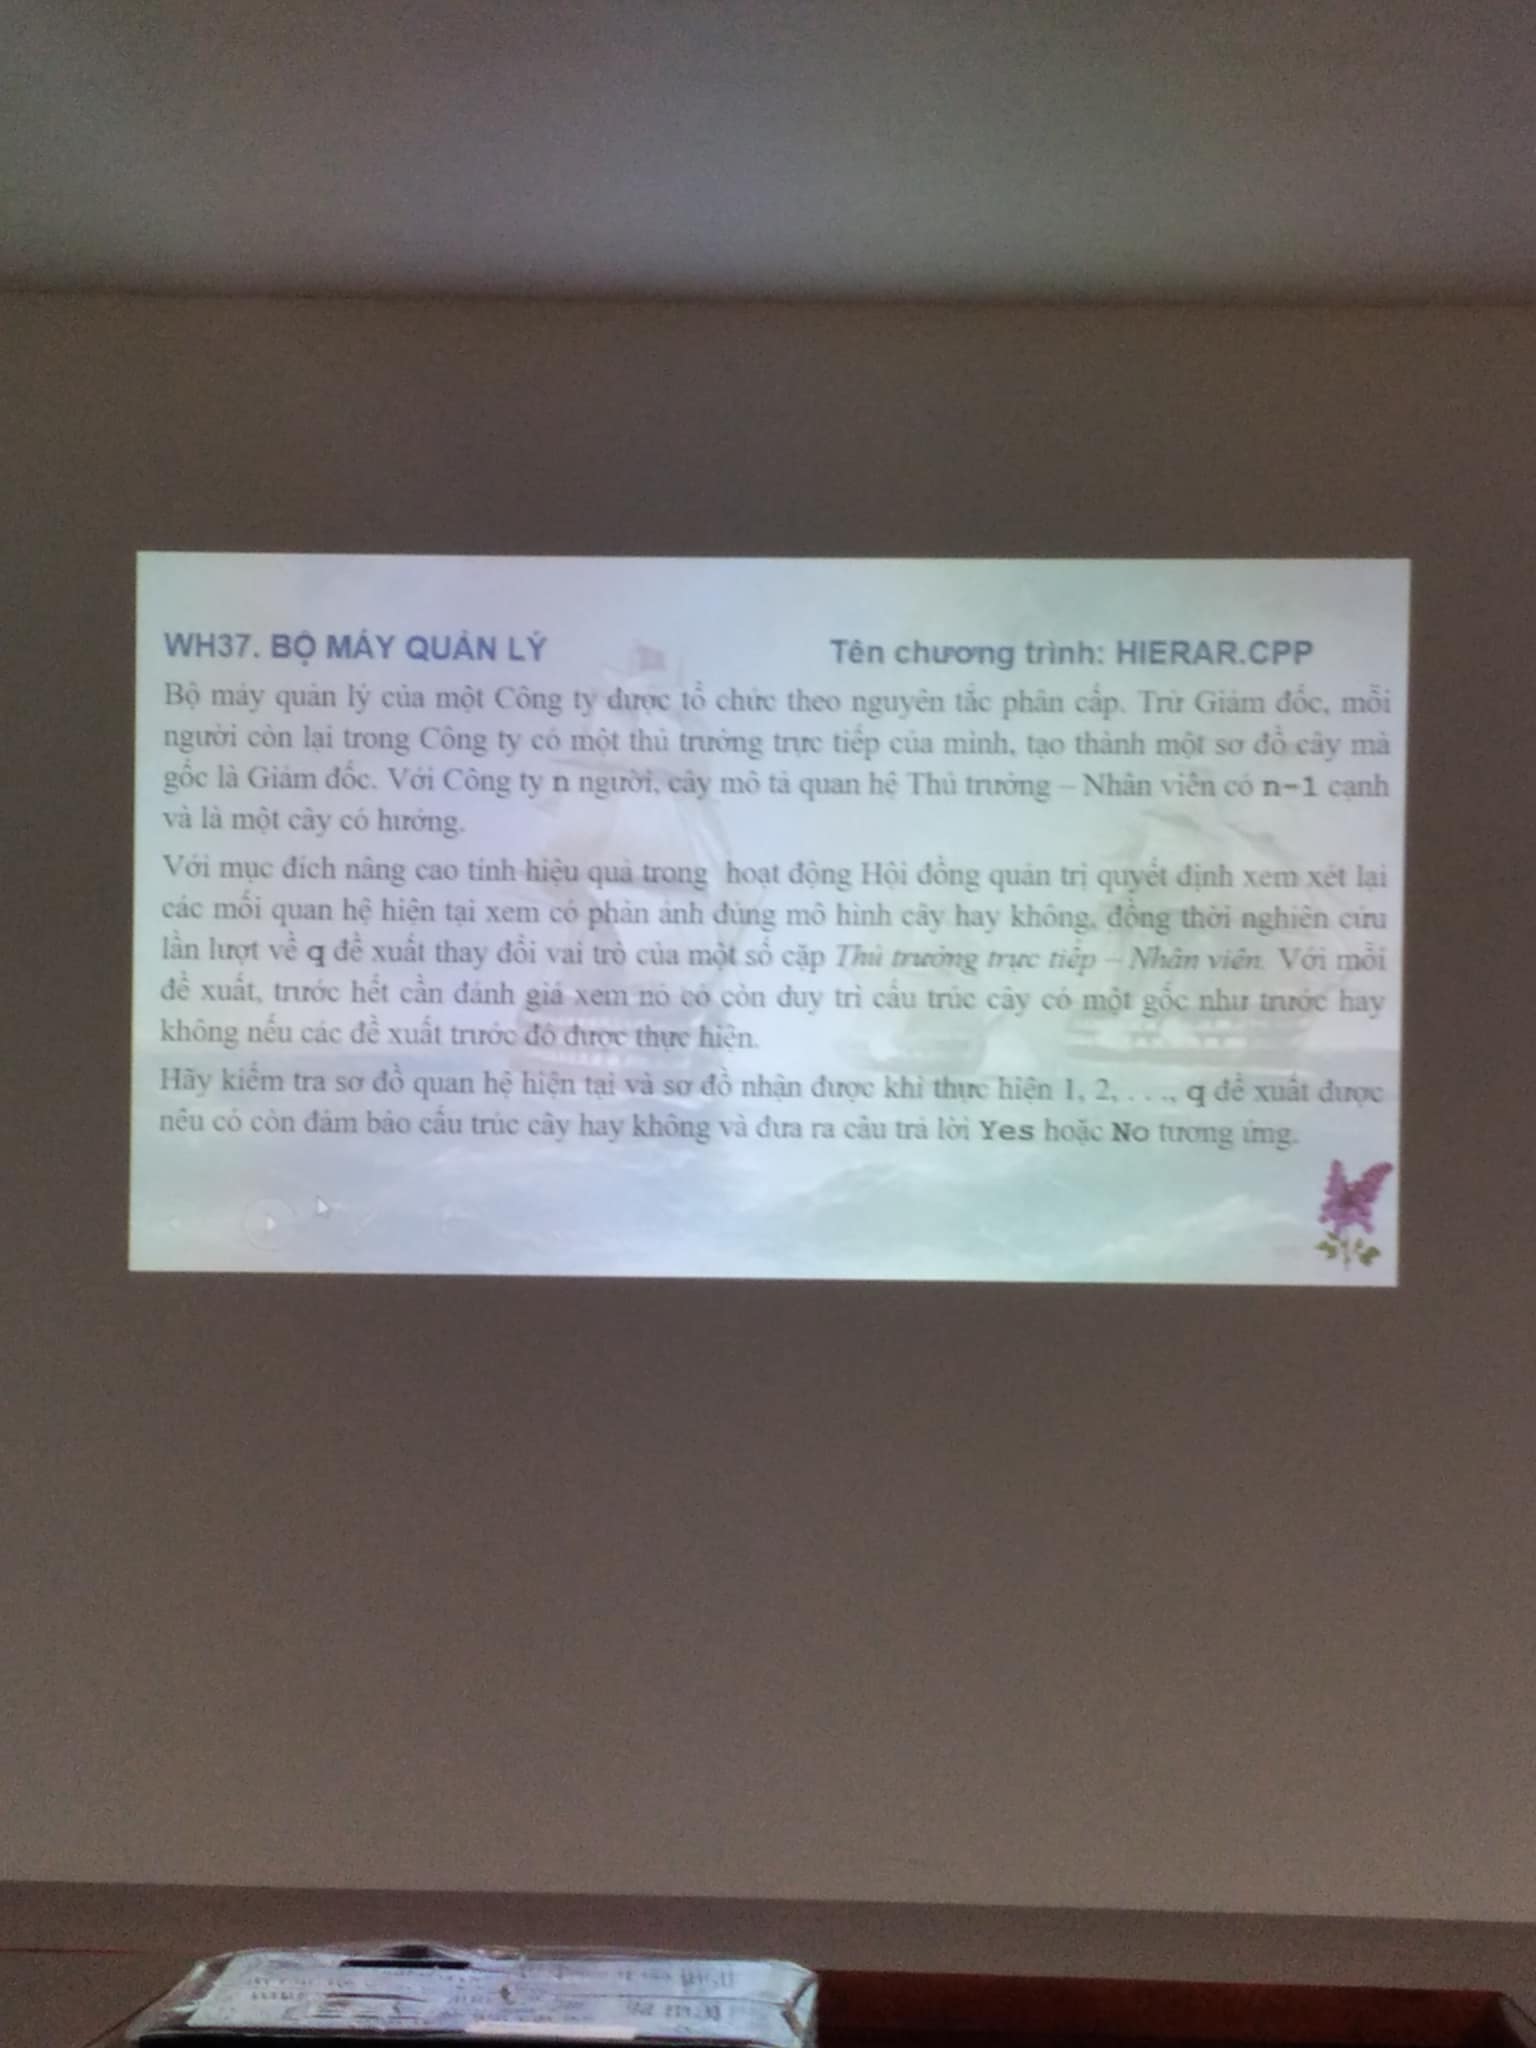 WH37. BỘ MÁY QUẢN LÝ Tên chương trình: HIERAR.CPP
Bộ máy quản lý của một Công ty được tổ chức theo nguyên tắc phân cấp. Trừ Giám đốc, mỗi
người còn lại trong Công ty có một thủ trưởng trực tiếp của mình, tạo thành một sơ đồ cây mà
gốc là Giám đốc. Với Công ty n người, cây mô tả quan hệ Thủ trưởng – Nhân viên có n-1 cạnh
và là một cây có hướng.
Với mục đích nâng cao tính hiệu quả trong hoạt động Hội đồng quản trị quyết định xem xét lại
các mối quan hệ hiện tại xem có phản ánh đúng mô hình cây hay không, đồng thời nghiên cứu
lần lượt về q đề xuất thay đổi vai trò của một số cặp Thủ trưởng trực tiếp – Nhân viên. Với mỗi
đề xuất, trước hết cần đánh giá xem nó có còn duy trì cấu trúc cây có một gốc như trước hay
không nếu các đề xuất trước đó được thực hiện.
Hãy kiểm tra sơ đồ quan hệ hiện tại và sơ đồ nhận được khi thực hiện 1, 2, . . ., q đề xuất được
nêu có còn đảm bảo cấu trúc cây hay không và đưa ra câu trả lời Yes hoặc No tương ứng.